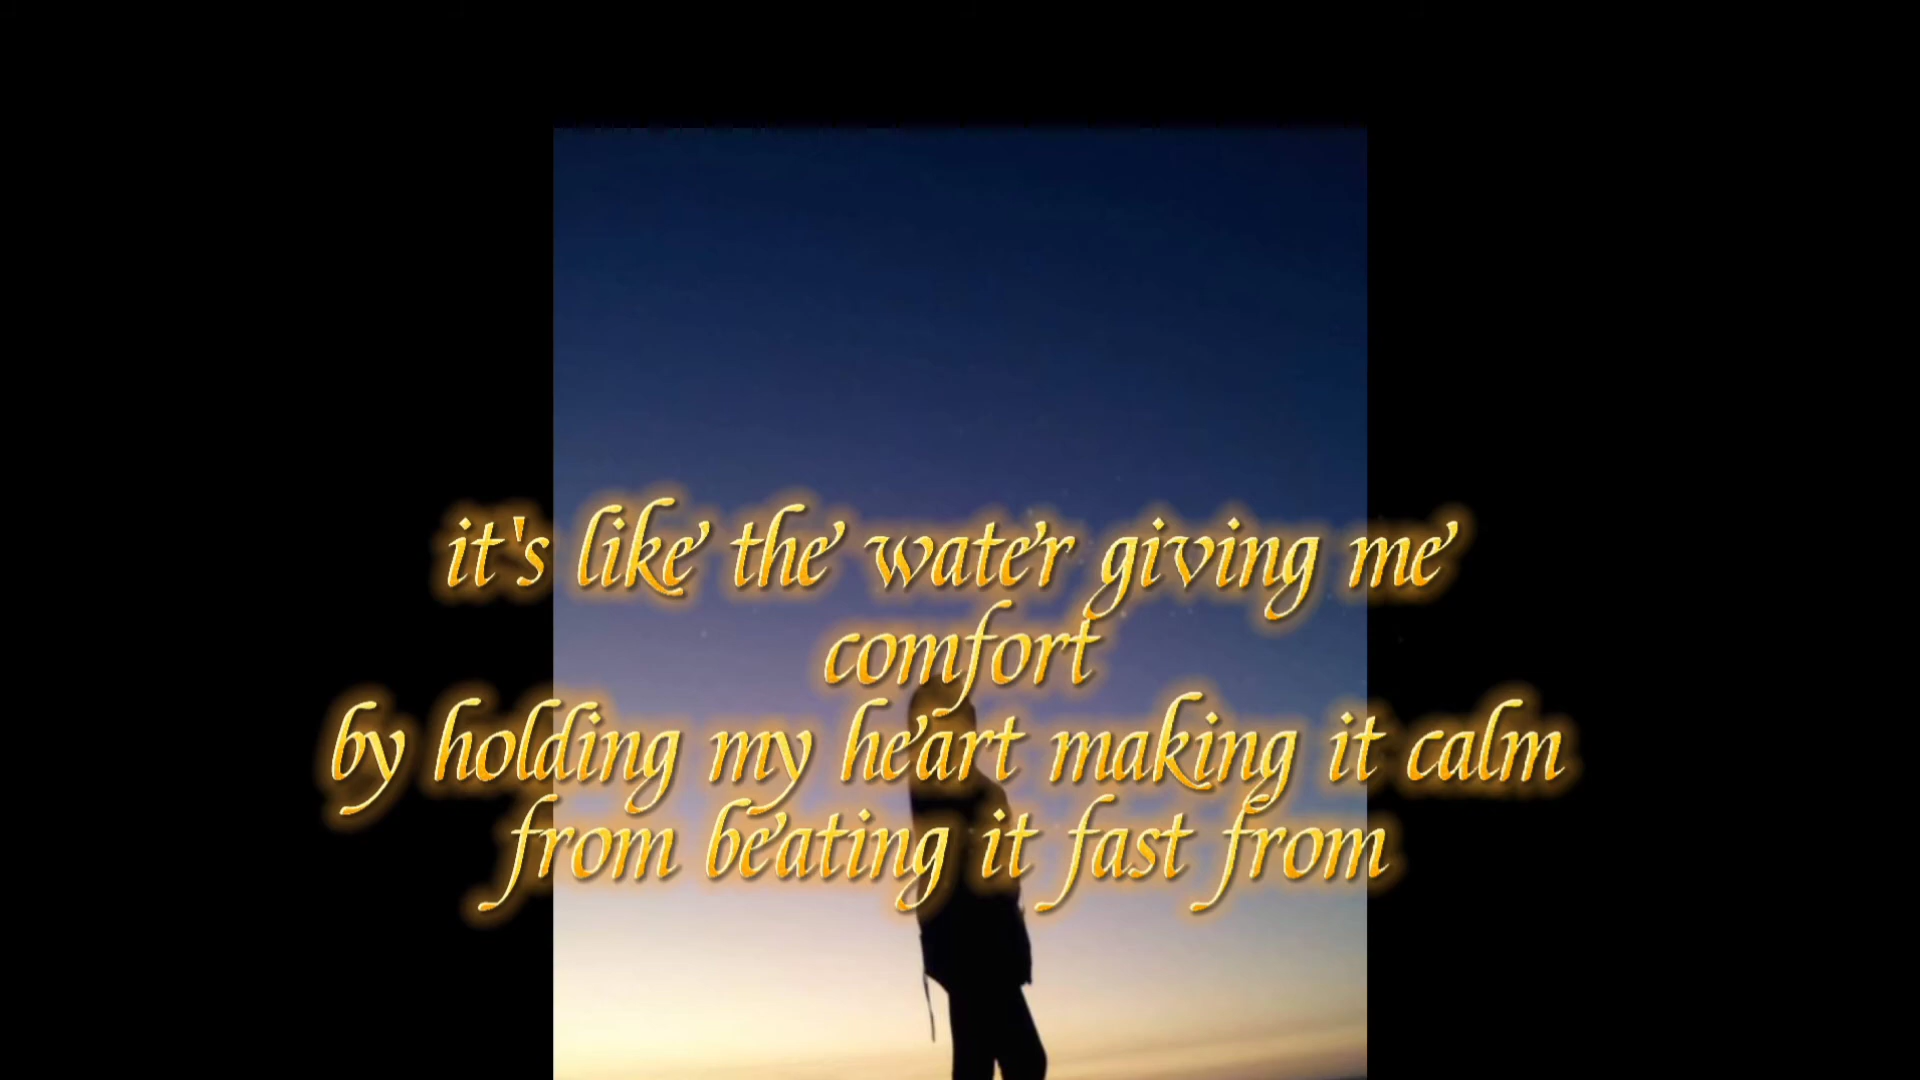 it's like the water giving me
comfort
by holding my heart making it calm
from beating it fast from